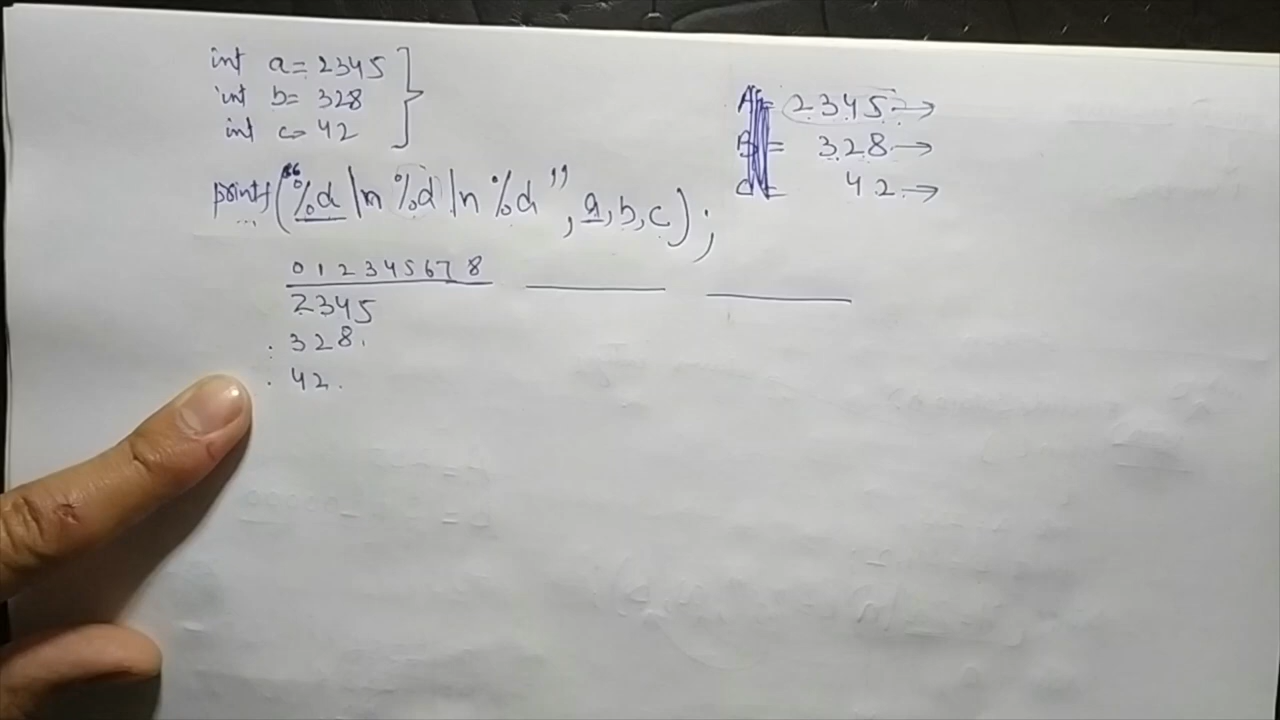 int a= 2345
int b= 328
int c= 42
printf("%d\n%d\n%d", a, b, c);
0 1 2 3 4 5 6 7 8
2345
328
42
A= 2345→
B= 328→
C= 42→